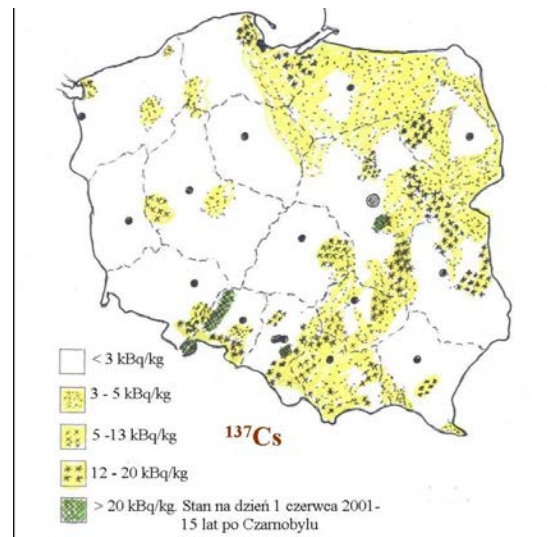 < 3 kBq/kg
3 - 5 kBq/kg
5 -13 kBq/kg
¹³⁷Cs
12 - 20 kBq/kg
> 20 kBq/kg. Stan na dzień 1 czerwca 2001-
15 lat po Czarnobylu